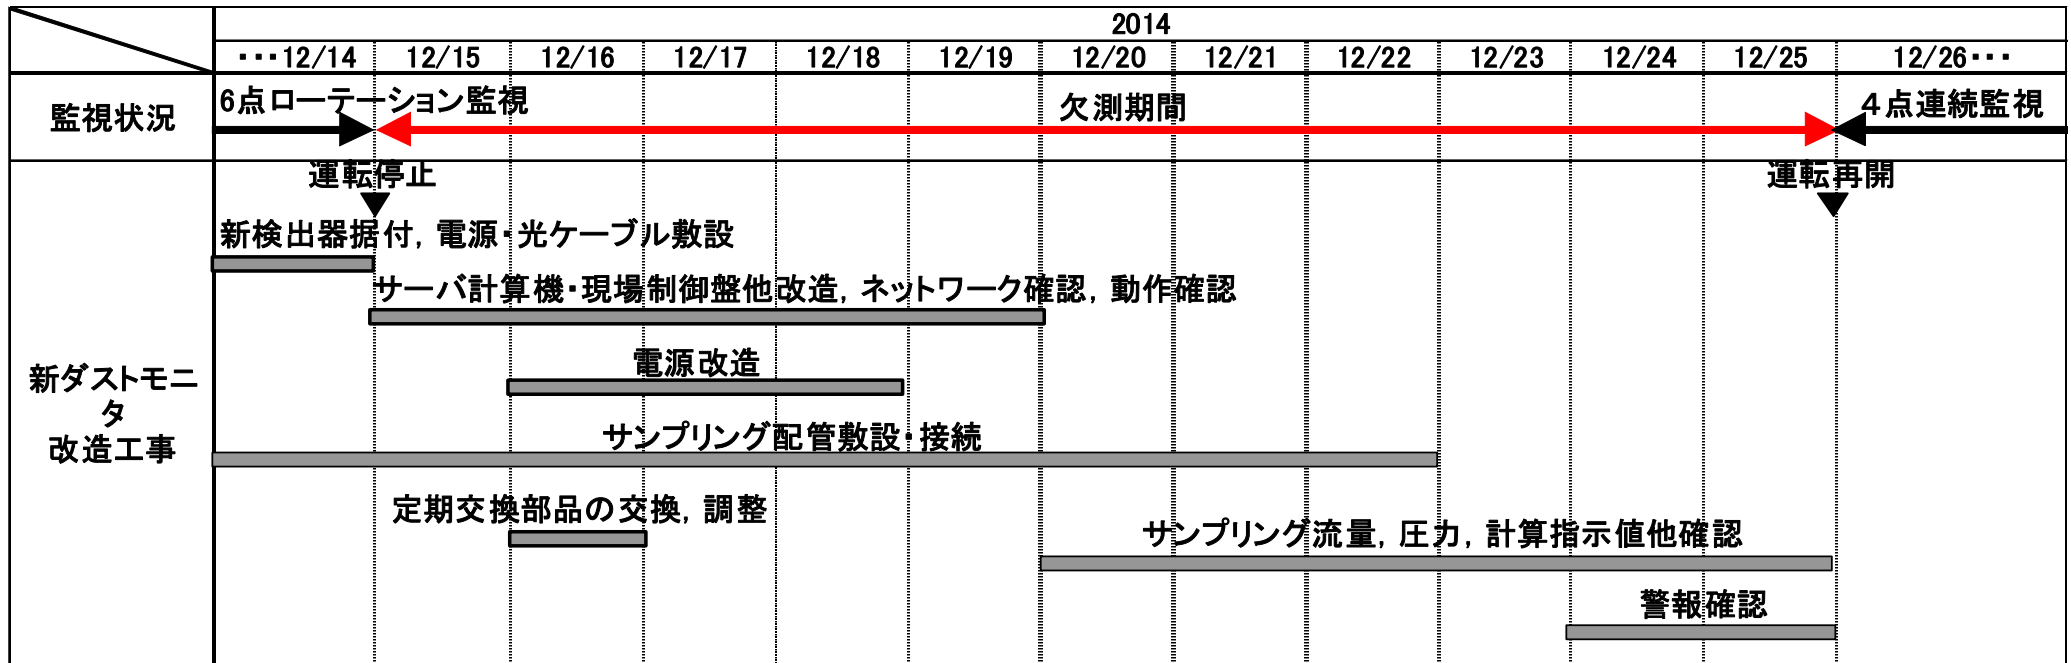 2014
･･･12/14 12/15 12/16 12/17 12/18 12/19 12/20 12/21 12/22 12/23 12/24 12/25 12/26･･･
監視状況
6点ローテーション監視
欠測期間
４点連続監視
運転停止
運転再開
新ダストモニ
タ
改造工事
新検出器据付，電源・光ケーブル敷設
サーバ計算機・現場制御盤他改造，ネットワーク確認，動作確認
電源改造
サンプリング配管敷設・接続
定期交換部品の交換，調整
サンプリング流量，圧力，計算指示値他確認
警報確認